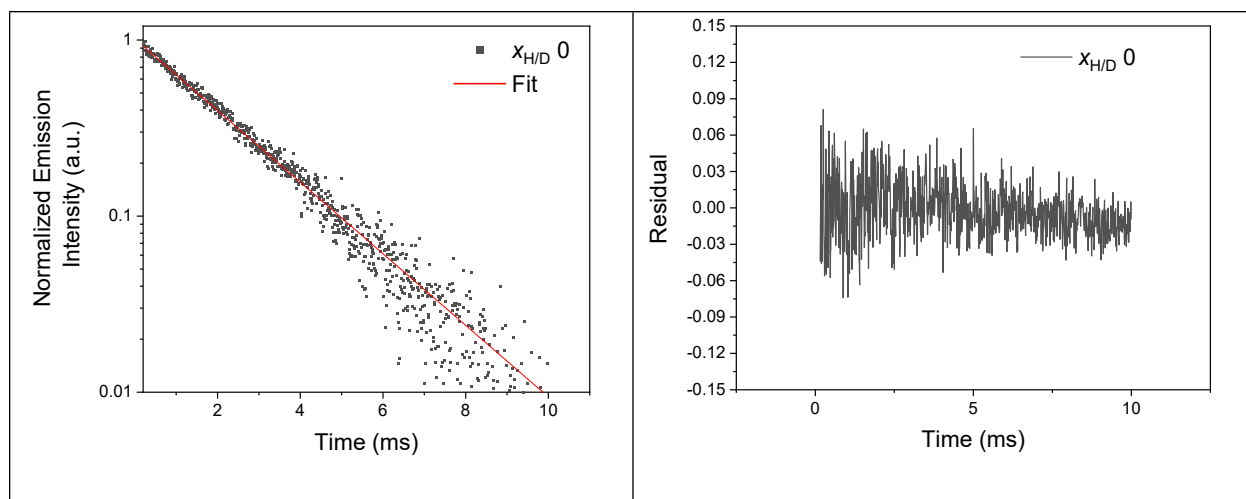 1
0.1
0.01
Normalized Emission
Intensity (a.u.)
x_H/D 0
Fit
2
4
6
8
10
Time (ms)
0.15
0.12
0.09
0.06
0.03
0.00
-0.03
-0.06
-0.09
-0.12
-0.15
Residual
x_H/D 0
0
5
10
Time (ms)